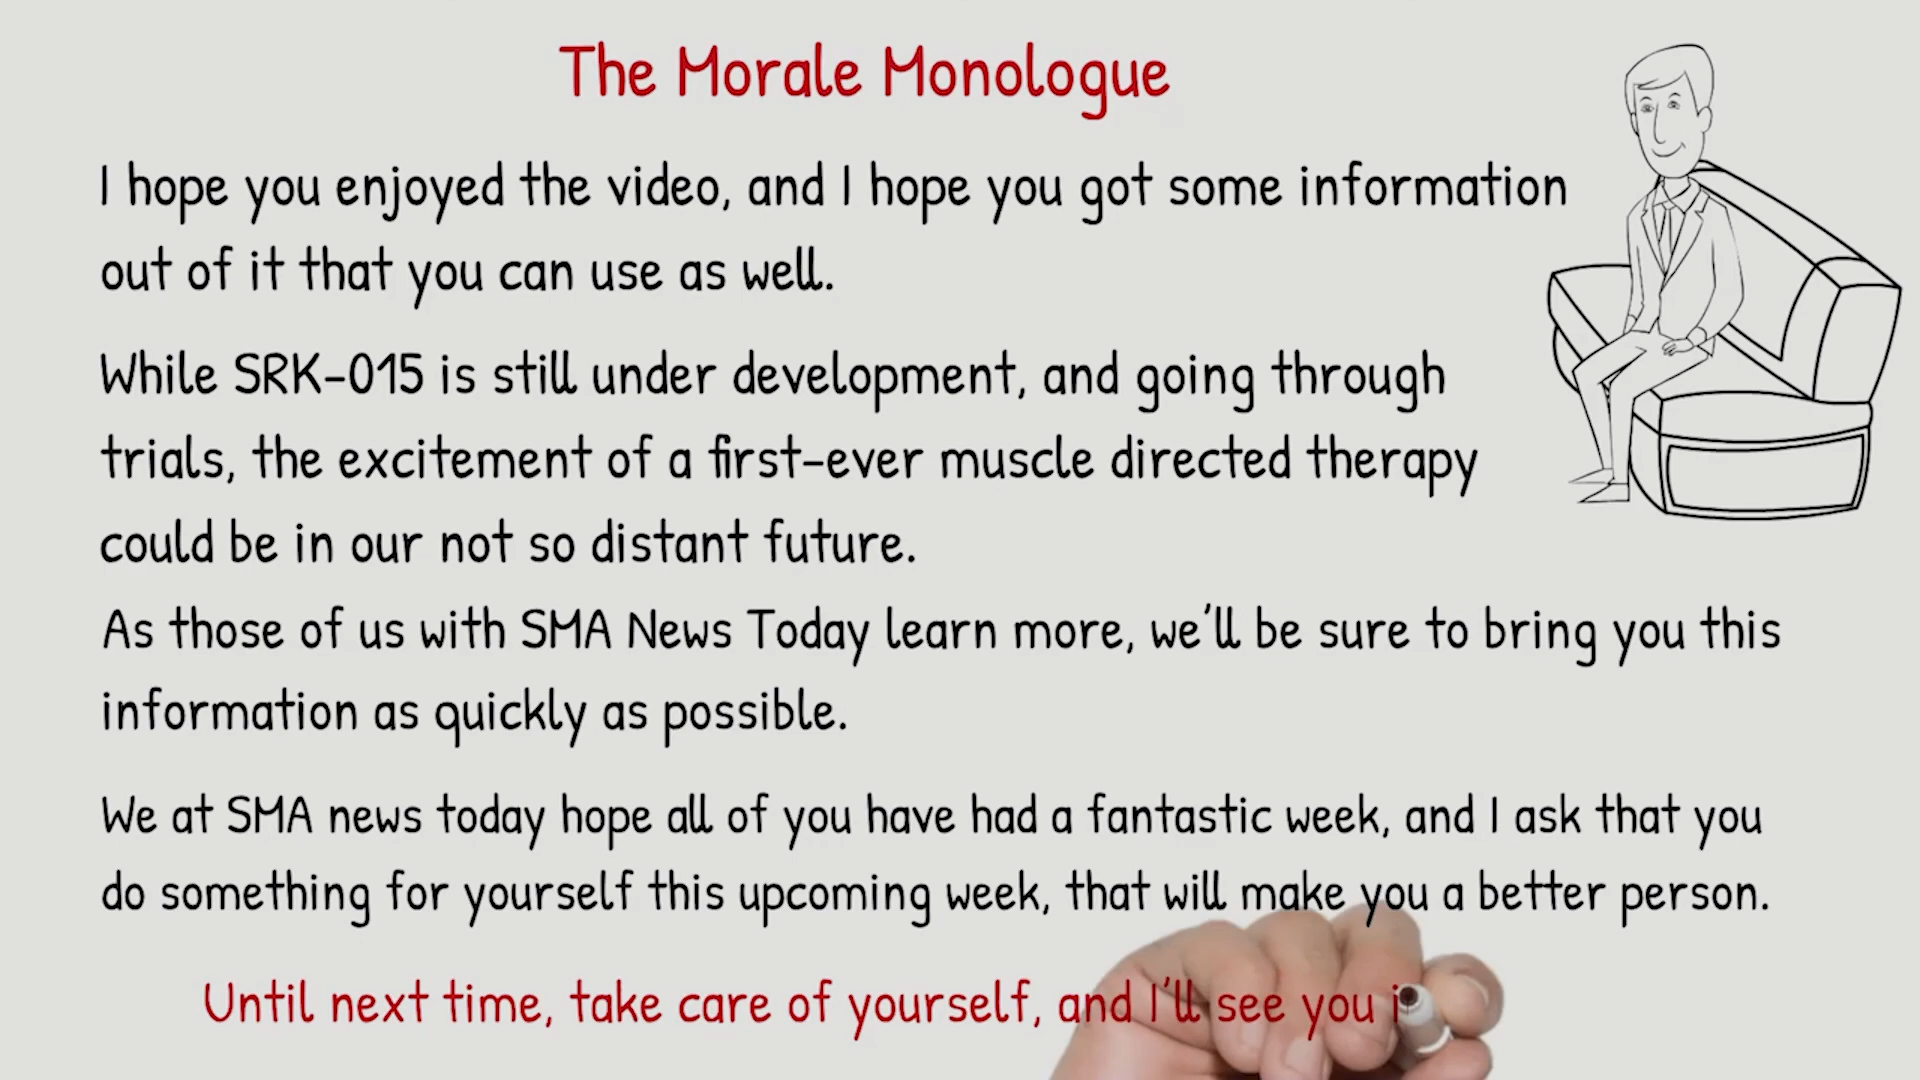 The Morale Monologue
I hope you enjoyed the video, and I hope you got some information
out of it that you can use as well.
While SRK-015 is still under development, and going through
trials, the excitement of a first-ever muscle directed therapy
could be in our not so distant future.
As those of us with SMA News Today learn more, we'll be sure to bring you this
information as quickly as possible.
We at SMA news today hope all of you have had a fantastic week, and I ask that you
do something for yourself this upcoming week, that will make you a better person.
Until next time, take care of yourself, and I'll see you i